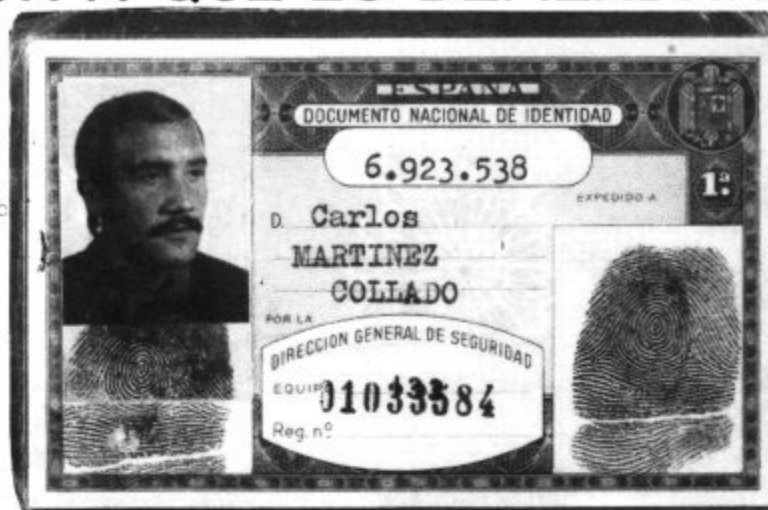 ESPAÑA
DOCUMENTO NACIONAL DE IDENTIDAD
6.923.538
EXPEDIDO A
1ª
D. Carlos
MARTINEZ
COLLADO
POR LA
DIRECCION GENERAL DE SEGURIDAD
EQUIPO
Reg. nº